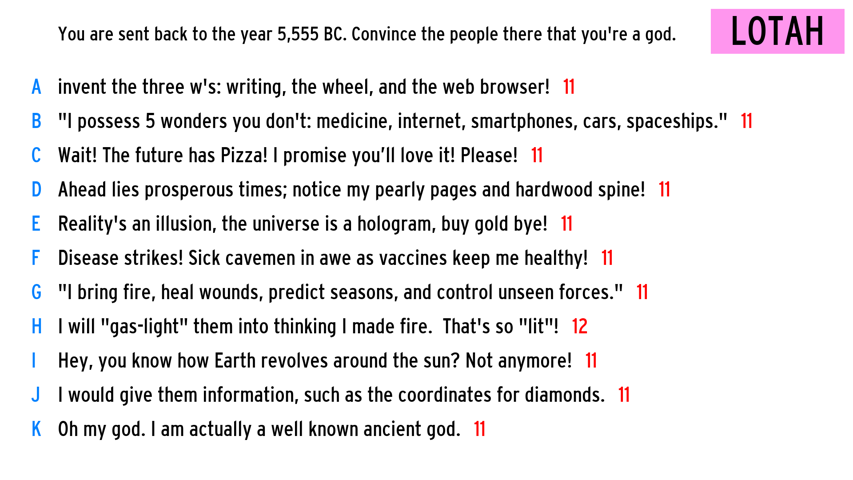 You are sent back to the year 5,555 BC. Convince the people there that you're a god.
LOTAH
A invent the three w's: writing, the wheel, and the web browser! 11
B "I possess 5 wonders you don't: medicine, internet, smartphones, cars, spaceships." 11
C Wait! The future has Pizza! I promise you’ll love it! Please! 11
D Ahead lies prosperous times; notice my pearly pages and hardwood spine! 11
E Reality's an illusion, the universe is a hologram, buy gold bye! 11
F Disease strikes! Sick cavemen in awe as vaccines keep me healthy! 11
G "I bring fire, heal wounds, predict seasons, and control unseen forces." 11
H I will "gas-light" them into thinking I made fire. That's so "lit"! 12
I Hey, you know how Earth revolves around the sun? Not anymore! 11
J I would give them information, such as the coordinates for diamonds. 11
K Oh my god. I am actually a well known ancient god. 11